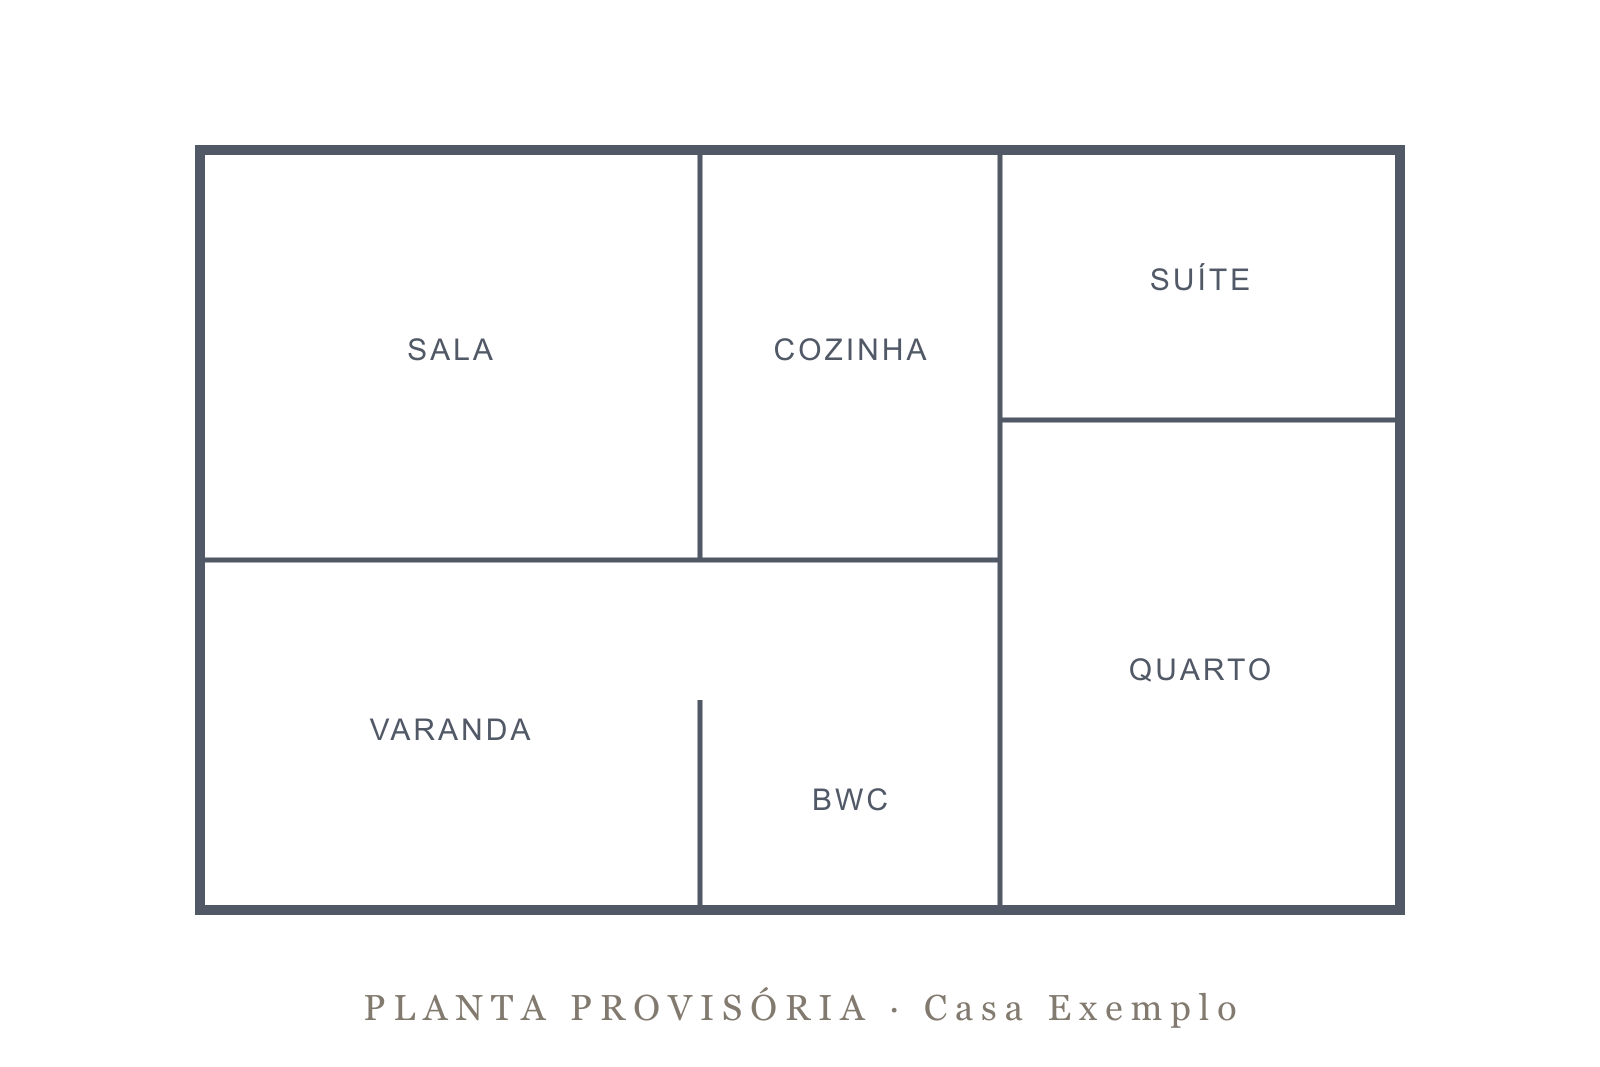 SUÍTE
SALA
COZINHA
QUARTO
VARANDA
BWC
PLANTA PROVISÓRIA · Casa Exemplo